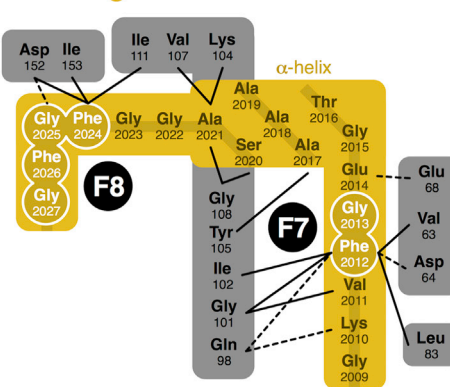 Asp Ile
152 153
Ile Val Lys
111 107 104
α-helix
Ala
2019
Thr
2016
Gly Phe Gly Gly Ala
2025 2024 2023 2022 2021
Ala
2018
Gly
2015
Ser
2020
Ala
2017
Phe
2026
Glu
2014
Glu
68
F8
Gly
2027
Gly
108
Gly
2013
Val
63
Tyr
105
F7
Phe
2012
Asp
64
Ile
102
Val
2011
Gly
101
Lys
2010
Leu
83
Gln
98
Gly
2009